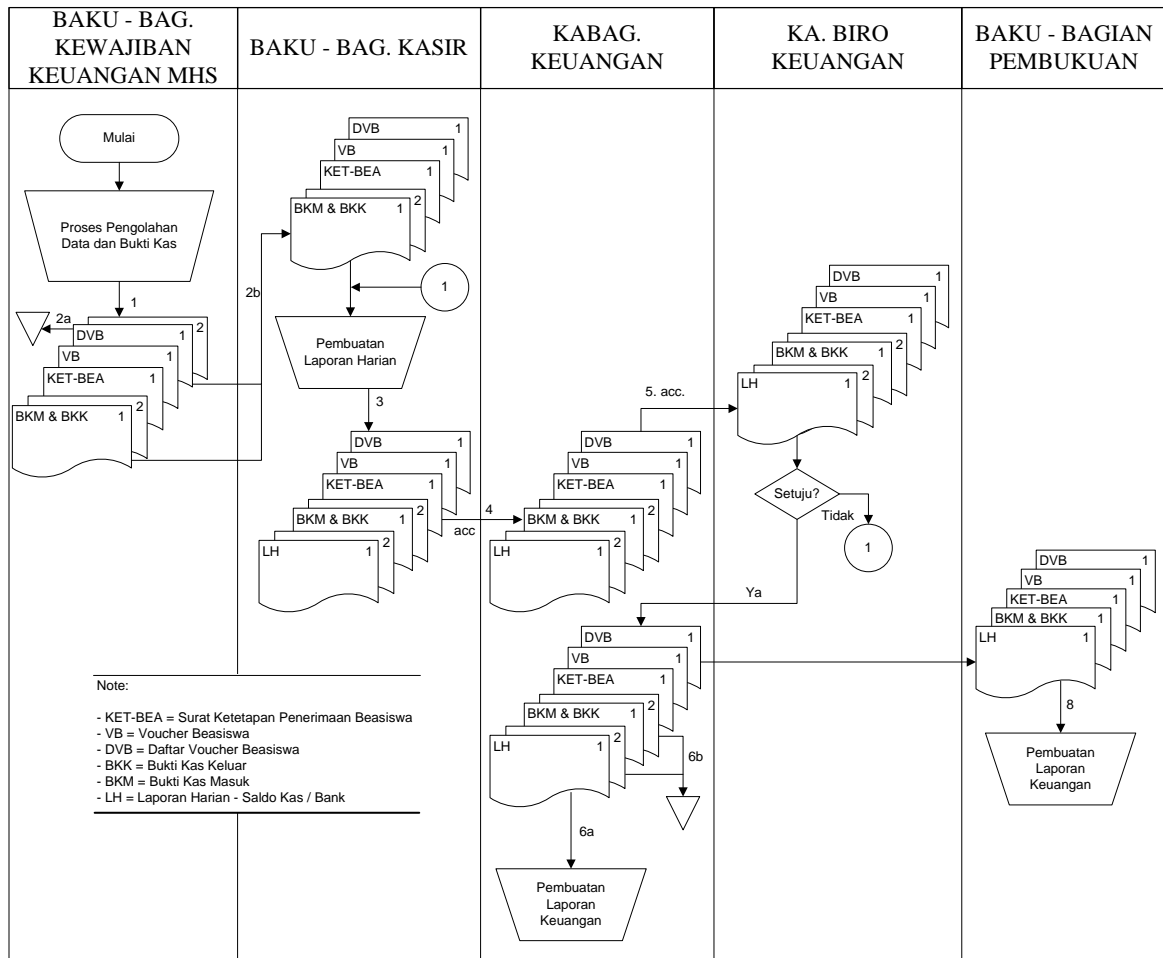 BAKU - BAG.
KEWAJIBAN
KEUANGAN MHS
BAKU - BAG. KASIR
KABAG.
KEUANGAN
KA. BIRO
KEUANGAN
BAKU - BAGIAN
PEMBUKUAN
Mulai
Proses Pengolahan
Data dan Bukti Kas
1
2a
2
DVB 1
VB 1
KET-BEA 1
2
BKM & BKK 1
2b
DVB 1
VB 1
KET-BEA 1
2
BKM & BKK 1
1
Pembuatan
Laporan Harian
3
DVB 1
VB 1
KET-BEA 1
2
BKM & BKK 1
2
LH 1
4
acc
DVB 1
VB 1
KET-BEA 1
2
BKM & BKK 1
2
LH 1
5. acc.
DVB 1
VB 1
KET-BEA 1
2
BKM & BKK 1
2
LH 1
Setuju?
Tidak
1
Ya
DVB 1
VB 1
KET-BEA 1
2
BKM & BKK 1
2
LH 1
6b
6a
Pembuatan
Laporan
Keuangan
DVB 1
VB 1
KET-BEA 1
BKM & BKK 1
LH 1
8
Pembuatan
Laporan
Keuangan
Note:
- KET-BEA = Surat Ketetapan Penerimaan Beasiswa
- VB = Voucher Beasiswa
- DVB = Daftar Voucher Beasiswa
- BKK = Bukti Kas Keluar
- BKM = Bukti Kas Masuk
- LH = Laporan Harian - Saldo Kas / Bank